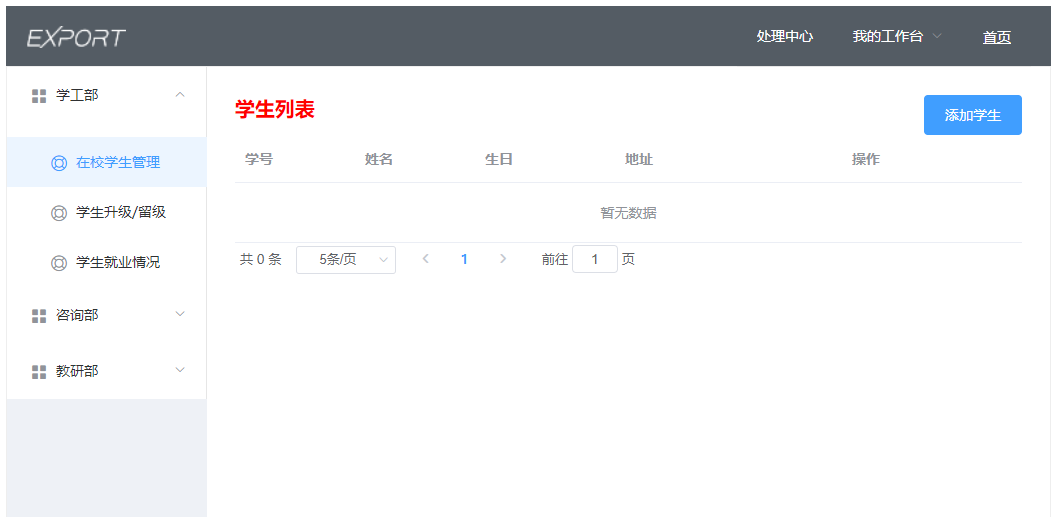 EXPORT
处理中心 我的工作台 首页
学工部
在校学生管理
学生升级/留级
学生就业情况
咨询部
教研部
学生列表
添加学生
学号 姓名 生日 地址 操作
暂无数据
共 0 条 5条/页 1 前往 1 页